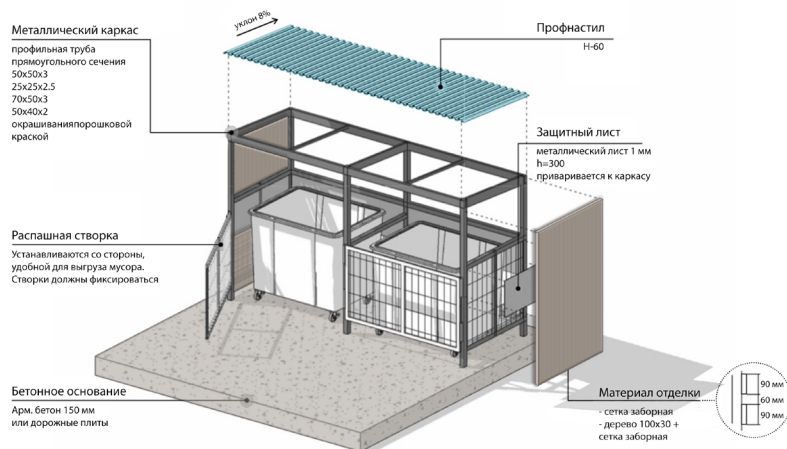 уклон 8%
Металлический каркас
профильная труба
прямоугольного сечения
50х50х3
25х25х2.5
70х50х3
50х40х2
окрашиванияпорошковой
краской
Профнастил
Н-60
Защитный лист
металлический лист 1 мм
h=300
приваривается к каркасу
Распашная створка
Устанавливаются со стороны,
удобной для выгруза мусора.
Створки должны фиксироваться
Бетонное основание
Арм. бетон 150 мм
или дорожные плиты
Материал отделки
- сетка заборная
- дерево 100х30 +
сетка заборная
90 мм
60 мм
90 мм